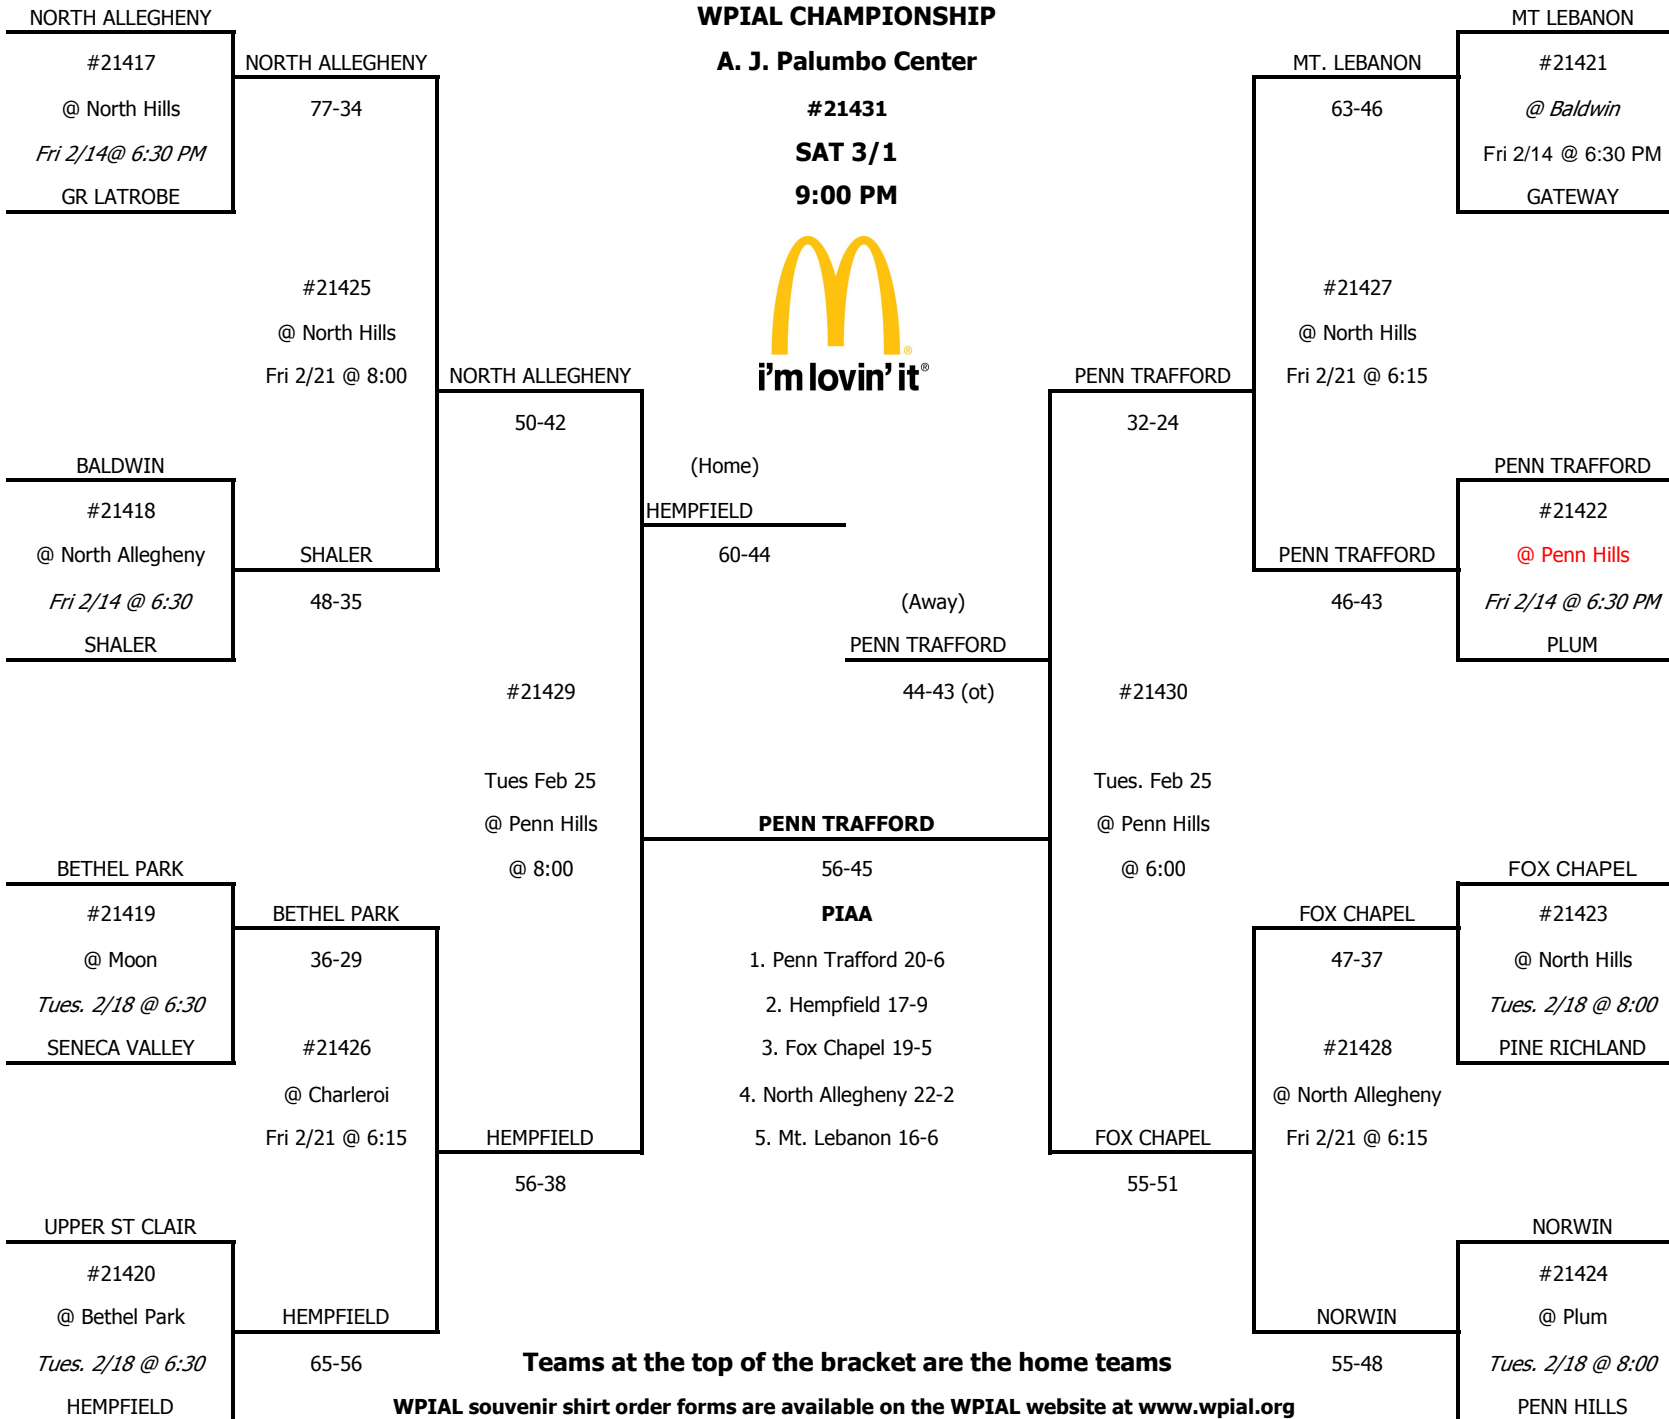 NORTH ALLEGHENY
#21417
@ North Hills
Fri 2/14@ 6:30 PM
GR LATROBE
NORTH ALLEGHENY
77-34
#21425
@ North Hills
Fri 2/21 @ 8:00
BALDWIN
#21418
@ North Allegheny
Fri 2/14 @ 6:30
SHALER
SHALER
48-35
NORTH ALLEGHENY
50-42
#21429
Tues Feb 25
@ Penn Hills
@ 8:00
BETHEL PARK
#21419
@ Moon
Tues. 2/18 @ 6:30
SENECA VALLEY
BETHEL PARK
36-29
#21426
@ Charleroi
Fri 2/21 @ 6:15
HEMPFIELD
56-38
UPPER ST CLAIR
#21420
@ Bethel Park
Tues. 2/18 @ 6:30
HEMPFIELD
HEMPFIELD
65-56
WPIAL CHAMPIONSHIP
A. J. Palumbo Center
#21431
SAT 3/1
9:00 PM
®
i'm lovin' it®
(Home)
HEMPFIELD
60-44
(Away)
PENN TRAFFORD
44-43 (ot)
PENN TRAFFORD
56-45
PIAA
1. Penn Trafford 20-6
2. Hempfield 17-9
3. Fox Chapel 19-5
4. North Allegheny 22-2
5. Mt. Lebanon 16-6
MT LEBANON
#21421
@ Baldwin
Fri 2/14 @ 6:30 PM
GATEWAY
MT. LEBANON
63-46
#21427
@ North Hills
Fri 2/21 @ 6:15
PENN TRAFFORD
32-24
PENN TRAFFORD
#21422
@ Penn Hills
Fri 2/14 @ 6:30 PM
PLUM
PENN TRAFFORD
46-43
#21430
Tues. Feb 25
@ Penn Hills
@ 6:00
FOX CHAPEL
#21423
@ North Hills
Tues. 2/18 @ 8:00
PINE RICHLAND
FOX CHAPEL
47-37
#21428
@ North Allegheny
Fri 2/21 @ 6:15
FOX CHAPEL
55-51
NORWIN
#21424
@ Plum
Tues. 2/18 @ 8:00
PENN HILLS
NORWIN
55-48
Teams at the top of the bracket are the home teams
WPIAL souvenir shirt order forms are available on the WPIAL website at www.wpial.org